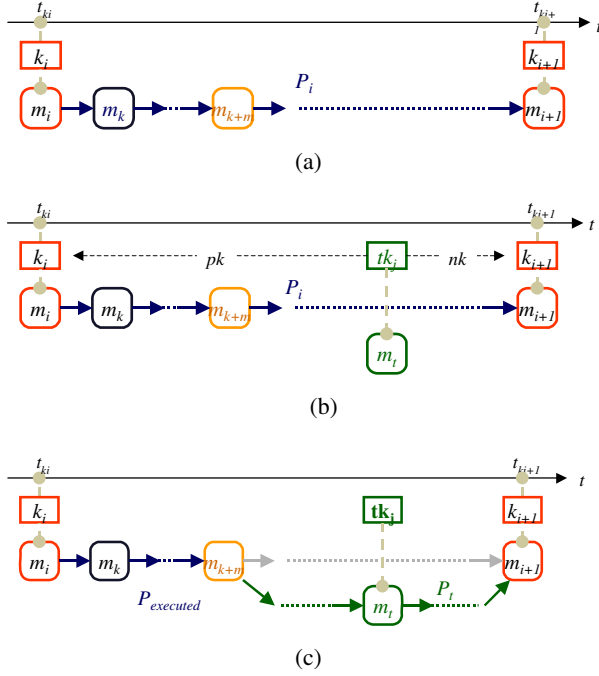 t_ki t_ki+1 t
k_i k_i+1
P_i
m_i m_k m_k+m m_i+1
(a)
t_ki t_ki+1 t
k_i pk tk_j nk k_i+1
P_i
m_i m_k m_k+m m_i+1
m_t
(b)
t_ki t_ki+1 t
k_i tk_j k_i+1
m_i m_k m_k+m m_i+1
P_executed m_t P_t
(c)